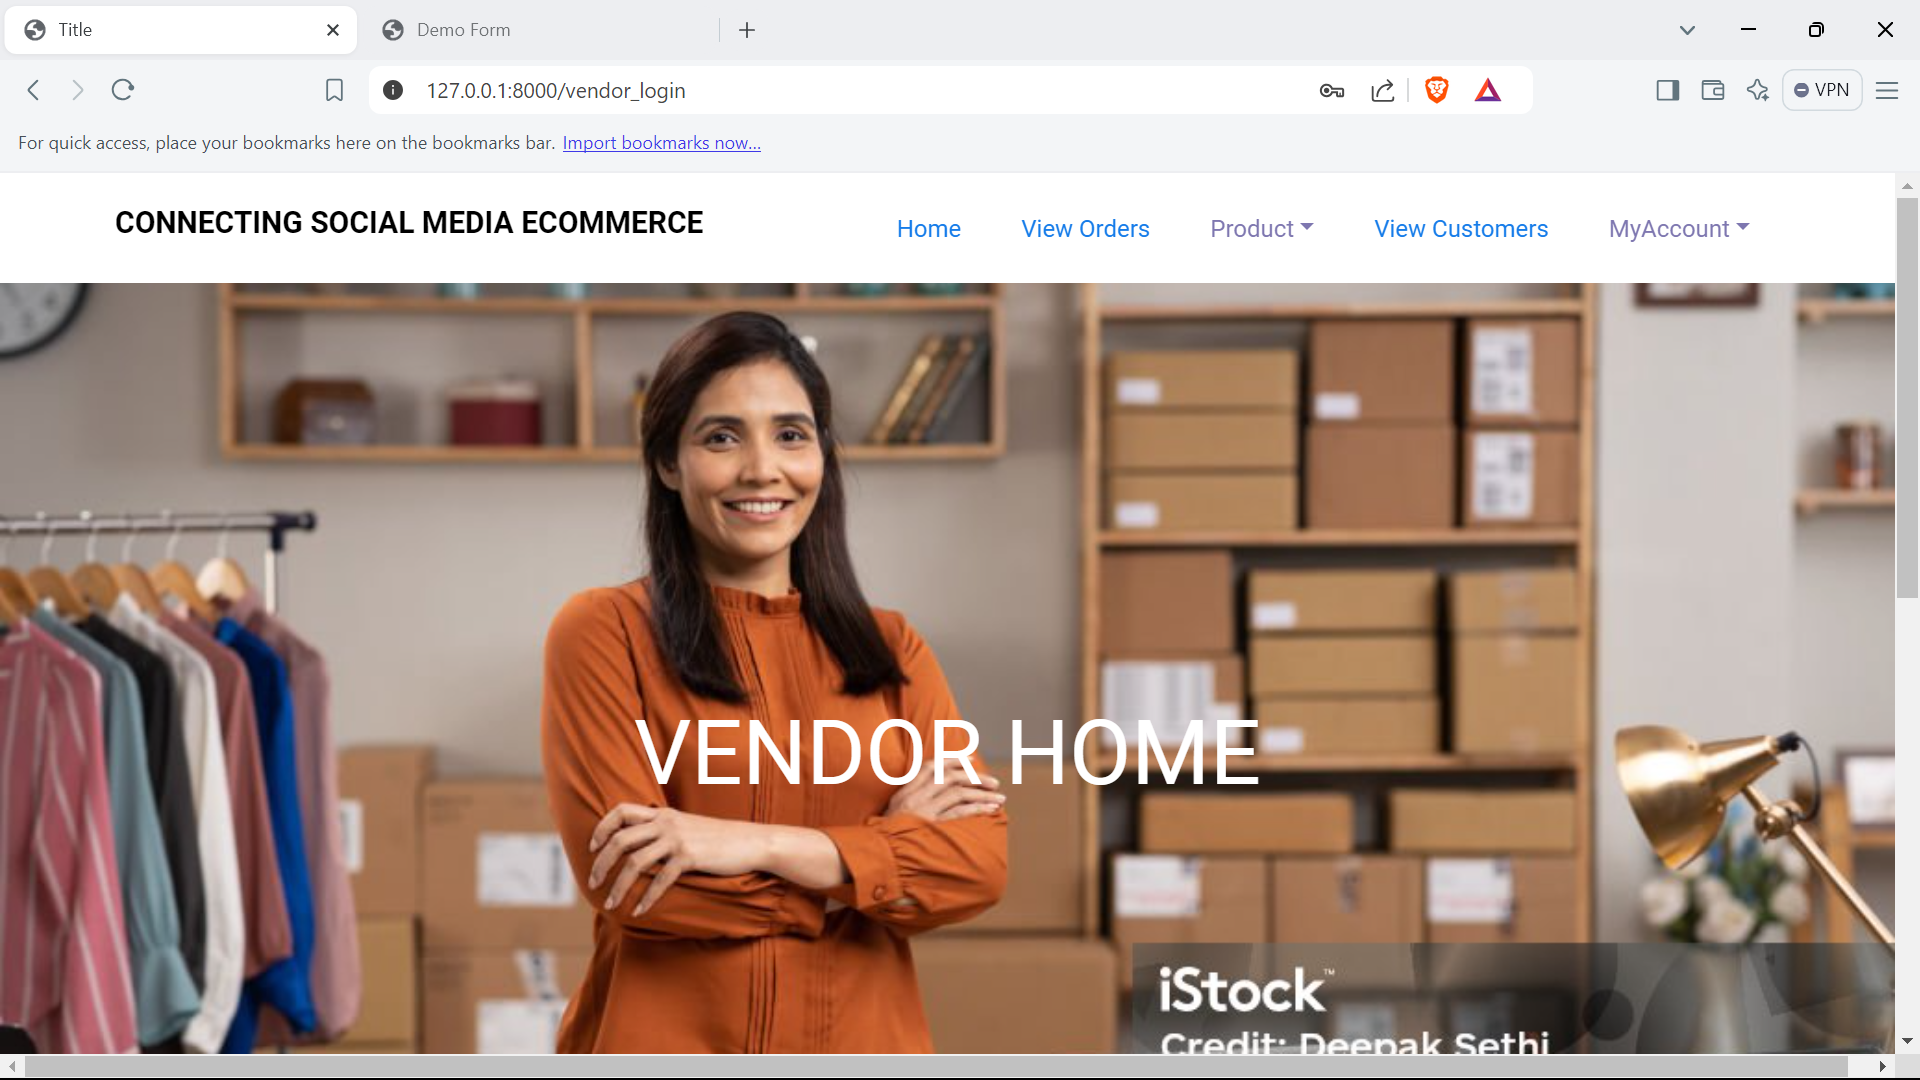 Title
Demo Form
127.0.0.1:8000/vendor_login
VPN
For quick access, place your bookmarks here on the bookmarks bar. Import bookmarks now...
CONNECTING SOCIAL MEDIA ECOMMERCE
Home
View Orders
Product
View Customers
MyAccount
VENDOR HOME
iStock™
Credit: Deepak Sethi